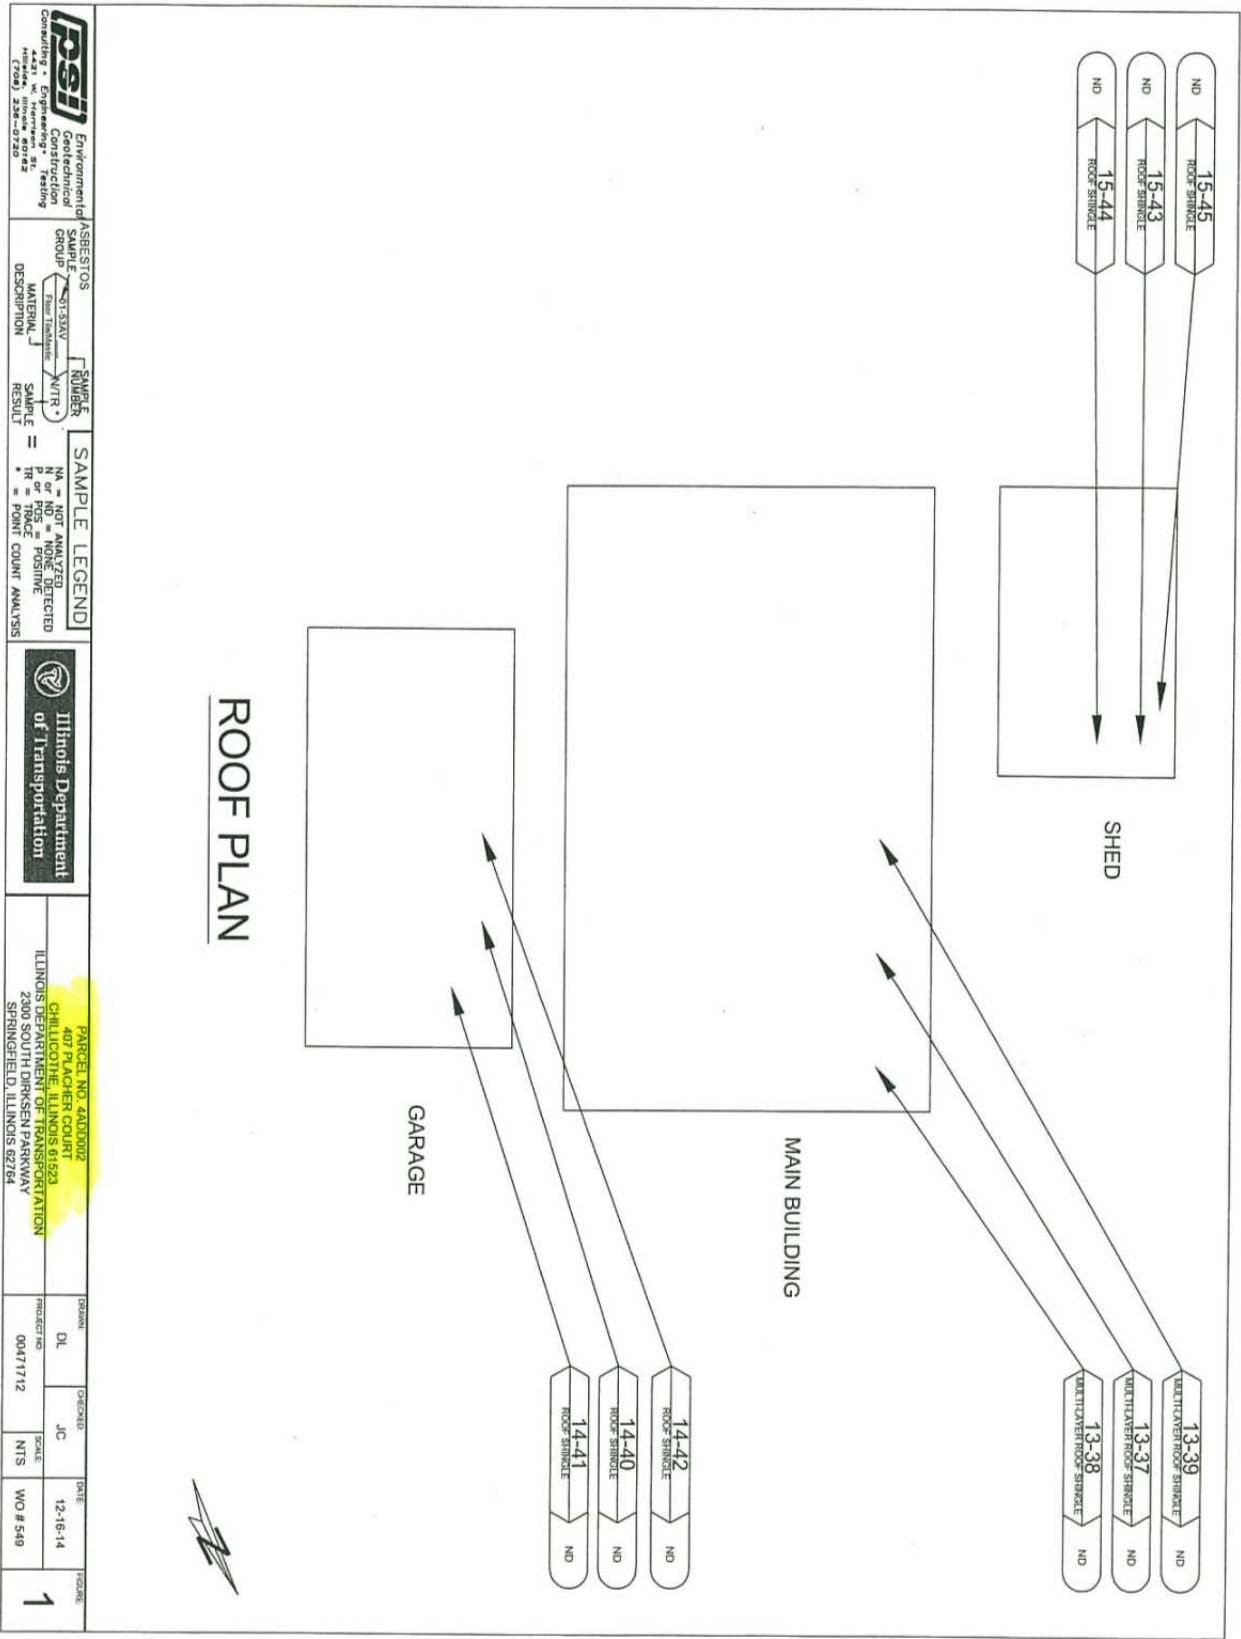 15-45
ROOF SHINGLE
ND
15-43
ROOF SHINGLE
ND
15-44
ROOF SHINGLE
ND
SHED
13-39
MULTI-LAYER ROOF SHINGLE
ND
13-37
MULTI-LAYER ROOF SHINGLE
ND
13-38
MULTI-LAYER ROOF SHINGLE
ND
MAIN BUILDING
14-42
ROOF SHINGLE
ND
14-40
ROOF SHINGLE
ND
14-41
ROOF SHINGLE
ND
GARAGE
ROOF PLAN
psi
Environmental
Geotechnical
Construction
Consulting • Engineering • Testing
4421 W. Harrison St.
Hillside, Illinois 60162
(708) 236-0720
ASBESTOS
SAMPLE
GROUP
SAMPLE
NUMBER
01-53AV
Floor Tile/Mastic
N/TR *
MATERIAL
DESCRIPTION
SAMPLE =
RESULT
SAMPLE LEGEND
NA = NOT ANALYZED
N or ND = NONE DETECTED
P or POS = POSITIVE
TR = TRACE
* = POINT COUNT ANALYSIS
Illinois Department
of Transportation
PARCEL NO. 4ADD002
407 PLACHER COURT
CHILLICOTHE, ILLINOIS 61523
ILLINOIS DEPARTMENT OF TRANSPORTATION
2300 SOUTH DIRKSEN PARKWAY
SPRINGFIELD, ILLINOIS 62764
DRAWN: DL
CHECKED: JC
DATE: 12-16-14
PROJECT NO: 00471712
SCALE: NTS
WO # 549
FIGURE: 1